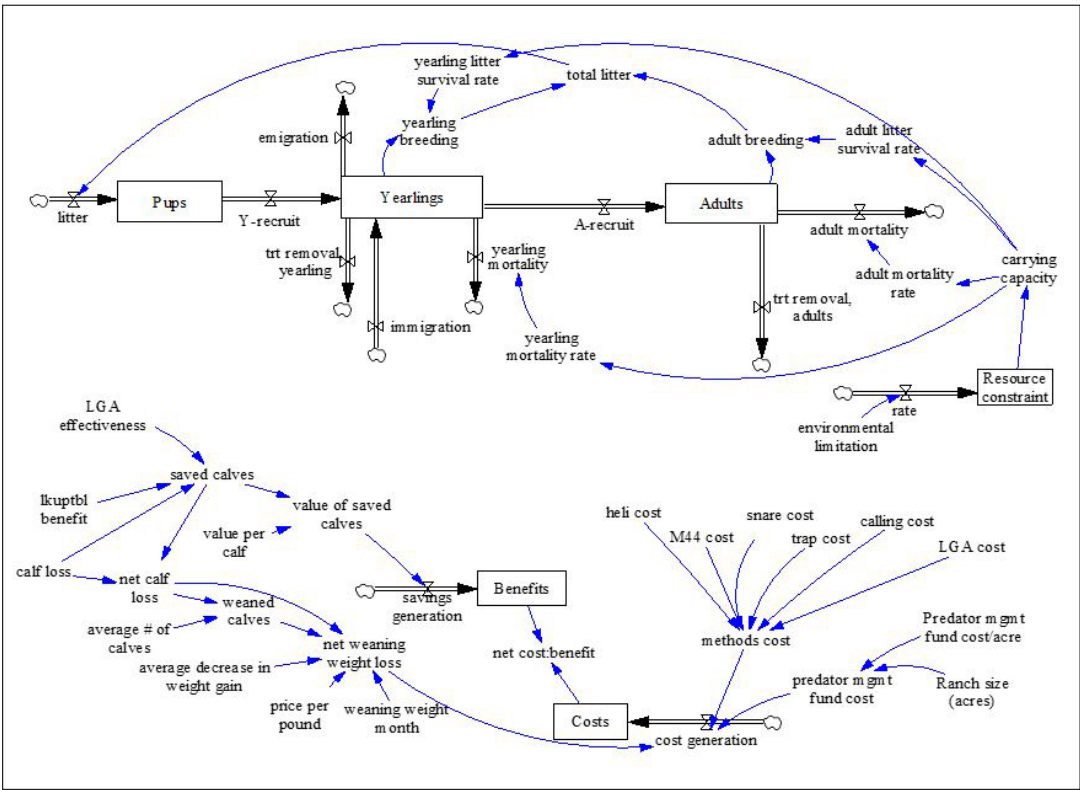 yearling litter
survival rate
total litter
emigration
yearling
breeding
adult breeding
adult litter
survival rate
Pups
Yearlings
Adults
litter
Y-recruit
A-recruit
adult mortality
trt removal
yearling
yearling
mortality
carrying
capacity
adult mortality
rate
trt removal,
adults
immigration
yearling
mortality rate
Resource
constraint
rate
environmental
limitation
LGA
effectiveness
saved calves
lkuptbl
benefit
value of saved
calves
value per
calf
heli cost
M44 cost
snare cost
trap cost
calling cost
LGA cost
calf loss
net calf
loss
weaned
calves
savings
generation
Benefits
average # of
calves
net weaning
weight loss
net cost:benefit
methods cost
Predator mgmt
fund cost/acre
average decrease in
weight gain
predator mgmt
fund cost
Ranch size
(acres)
price per
pound
weaning weight
month
Costs
cost generation